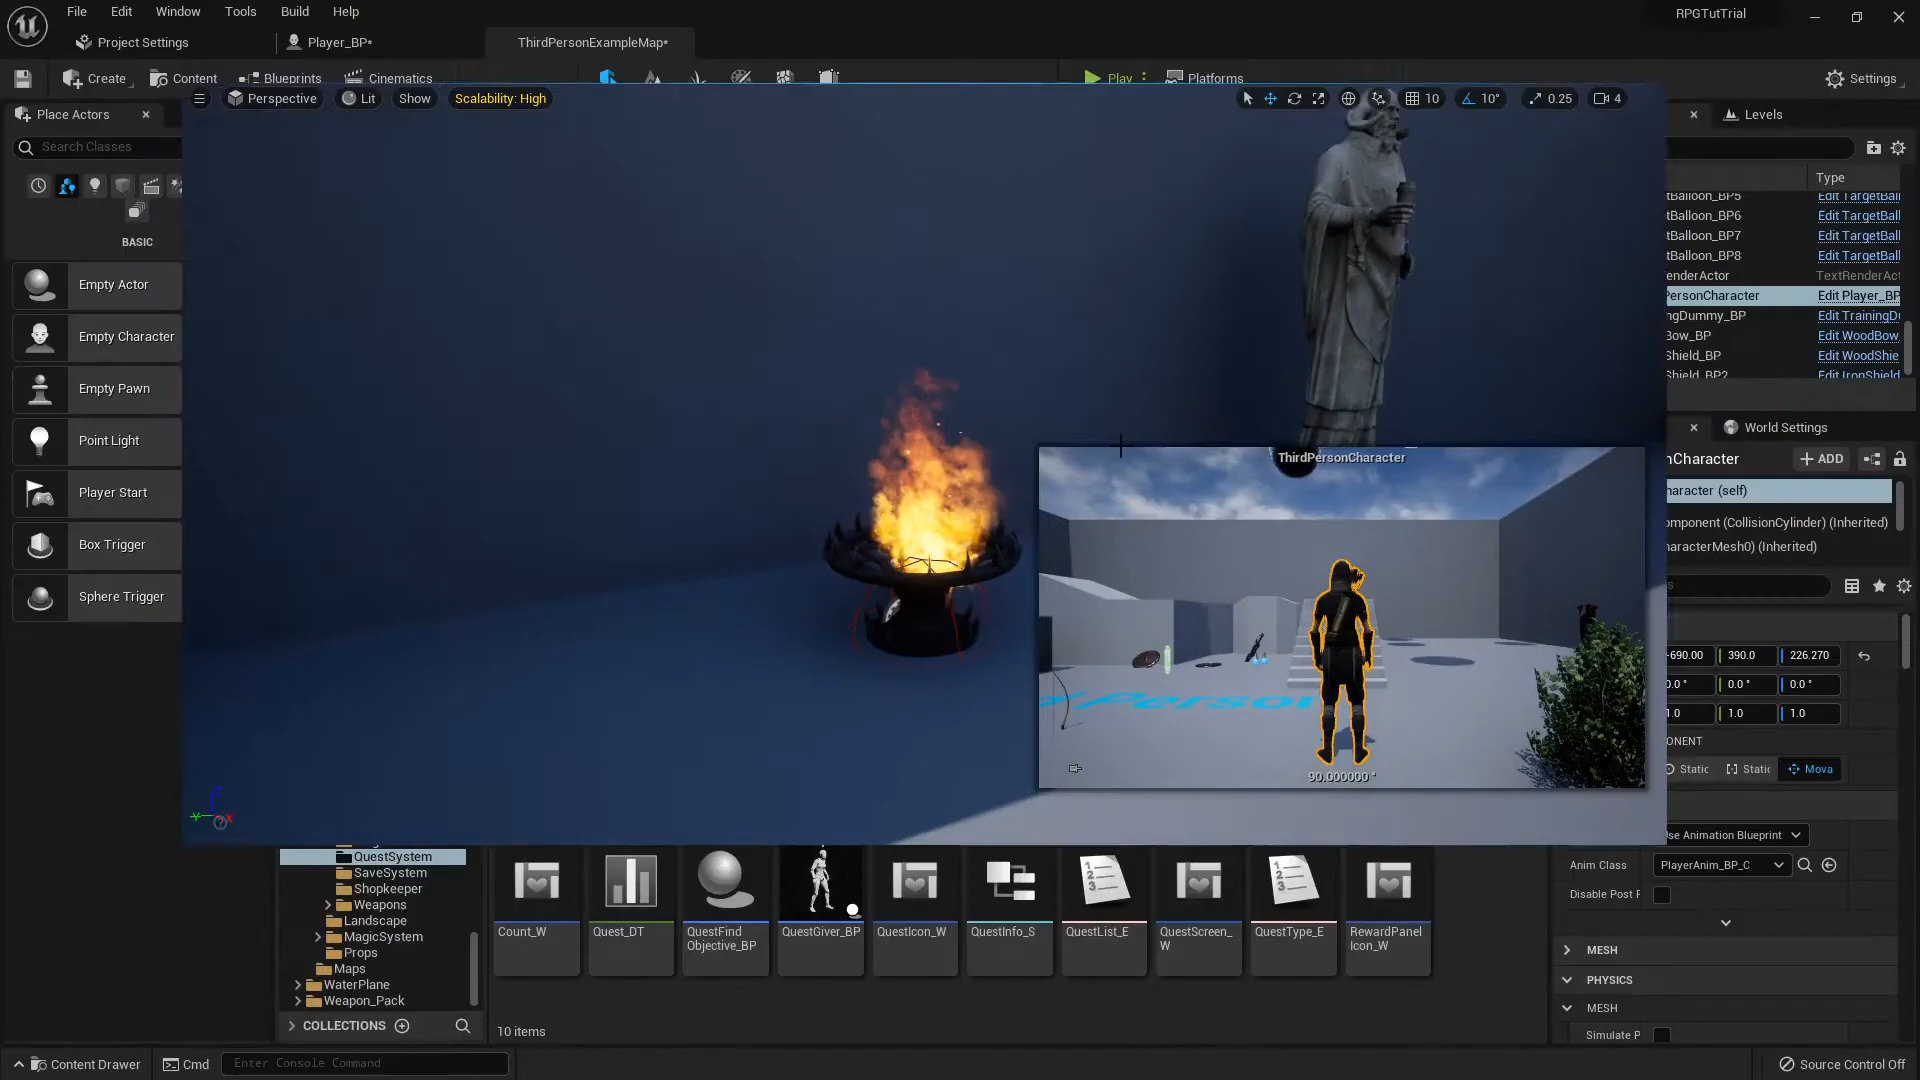 File Edit Window Tools Build Help
RPGTutTrial
Project Settings
Player_BP*
ThirdPersonExampleMap*
Create
Content
Blueprints
Cinematics
Play
Platforms
Settings
Place Actors
Perspective
Lit
Show
Scalability: High
10
10°
0.25
4
Levels
Search Classes
Type
BASIC
Empty Actor
Empty Character
Empty Pawn
Point Light
Player Start
Box Trigger
Sphere Trigger
tBalloon_BP5 Edit TargetBall
tBalloon_BP6 Edit TargetBall
tBalloon_BP7 Edit TargetBall
tBalloon_BP8 Edit TargetBall
enderActor TextRenderAct
PersonCharacter Edit Player_BP
ngDummy_BP Edit TrainingDu
Bow_BP Edit WoodBow
Shield_BP Edit WoodShie
Shield_BP2 Edit IronShield
World Settings
ThirdPersonCharacter
90.000000 °
nCharacter
ADD
aracter (self)
omponent (CollisionCylinder) (Inherited)
aracterMesh0) (Inherited)
-690.00 390.0 226.270
0.0 ° 0.0 ° 0.0 °
1.0 1.0 1.0
ONENT
Static Static Mova
Use Animation Blueprint
Anim Class PlayerAnim_BP_C
Disable Post P
MESH
PHYSICS
MESH
Simulate P
QuestSystem
SaveSystem
Shopkeeper
Weapons
Landscape
MagicSystem
Props
Maps
WaterPlane
Weapon_Pack
COLLECTIONS
Count_W
Quest_DT
QuestFind
Objective_BP
QuestGiver_BP
QuestIcon_W
QuestInfo_S
QuestList_E
QuestScreen_
W
QuestType_E
RewardPanel
Icon_W
10 items
Content Drawer
Cmd
Enter Console Command
Source Control Off